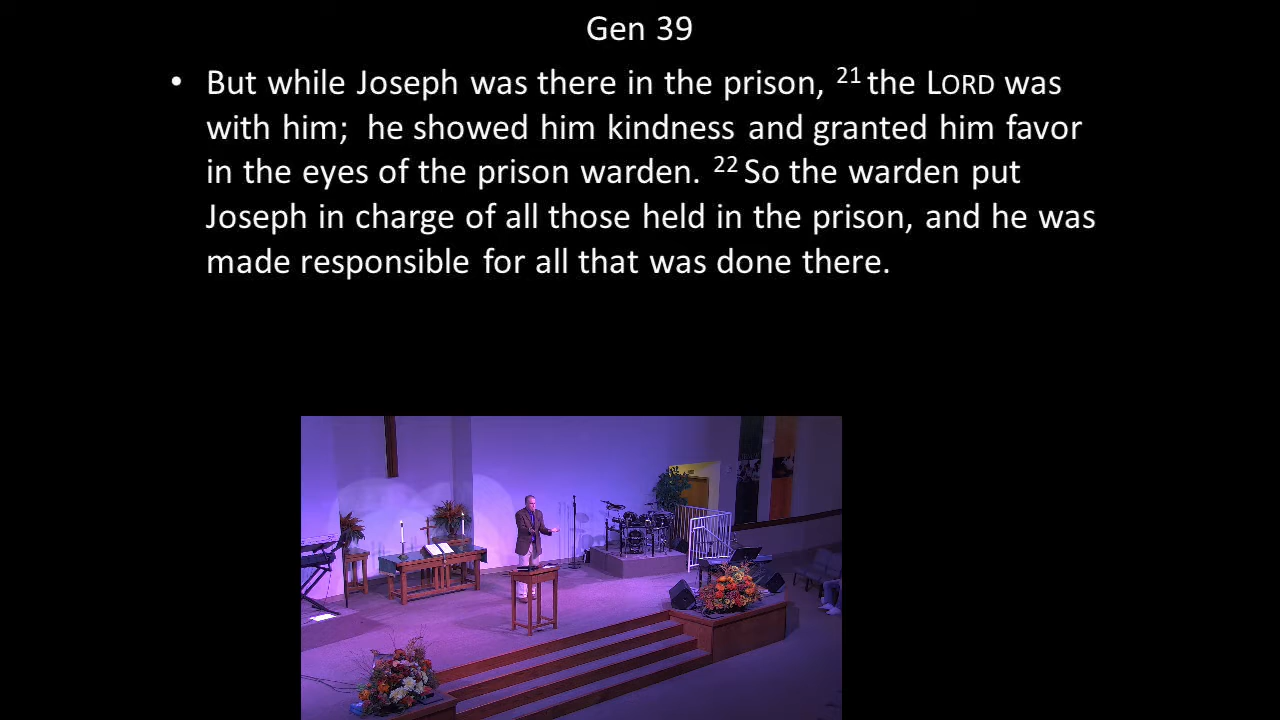 Gen 39
• But while Joseph was there in the prison, 21 the LORD was
with him;  he showed him kindness and granted him favor
in the eyes of the prison warden. 22 So the warden put
Joseph in charge of all those held in the prison, and he was
made responsible for all that was done there.